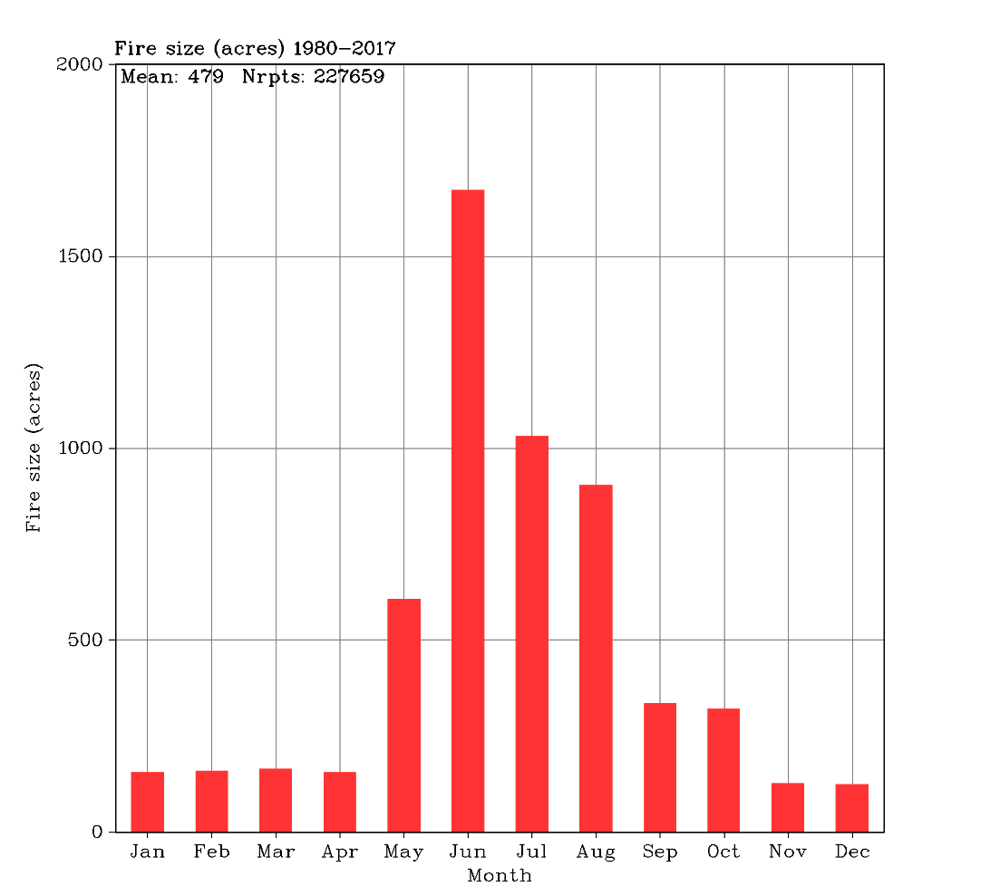 Fire size (acres) 1980-2017
Mean: 479 Nrpts: 227659
2000
1500
1000
500
0
Fire size (acres)
Jan Feb Mar Apr May Jun Jul Aug Sep Oct Nov Dec
Month